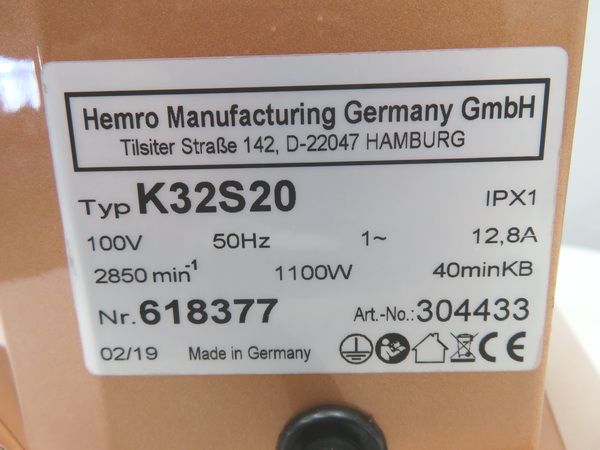 Hemro Manufacturing Germany GmbH
Tilsiter Straße 142, D-22047 HAMBURG
Typ K32S20 IPX1
100V 50Hz 1~ 12,8A
2850 min⁻¹ 1100W 40minKB
Nr. 618377 Art.-No.: 304433
02/19 Made in Germany CE